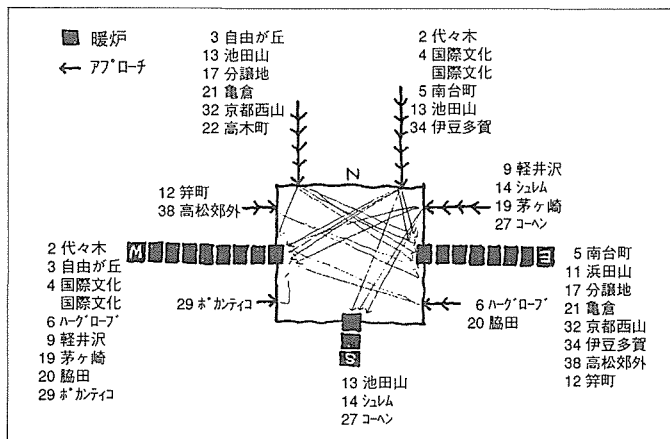 暖炉
アプローチ
3 自由が丘
13 池田山
17 分譲地
21 亀倉
32 京都西山
22 高木町
2 代々木
4 国際文化
国際文化
5 南台町
13 池田山
34 伊豆多賀
N
12 笄町
38 高松郊外
9 軽井沢
14 シュレム
19 茅ヶ崎
27 コーヘン
W
E
2 代々木
3 自由が丘
4 国際文化
国際文化
6 ハーグローブ
9 軽井沢
19 茅ヶ崎
20 脇田
29 ポカンティコ
29 ポカンティコ
6 ハーグローブ
20 脇田
5 南台町
11 浜田山
17 分譲地
21 亀倉
32 京都西山
34 伊豆多賀
38 高松郊外
12 笄町
S
13 池田山
14 シュレム
27 コーヘン